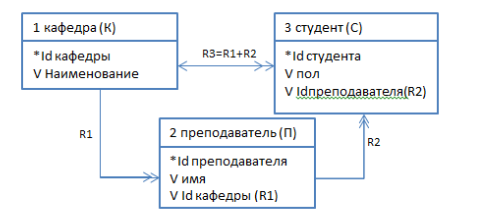 1 кафедра (К)
*Id кафедры
V Наименование
R3=R1+R2
3 студент (С)
*Id студента
V пол
V Idпреподавателя(R2)
R1
2 преподаватель (П)
*Id преподавателя
V имя
V Id кафедры (R1)
R2